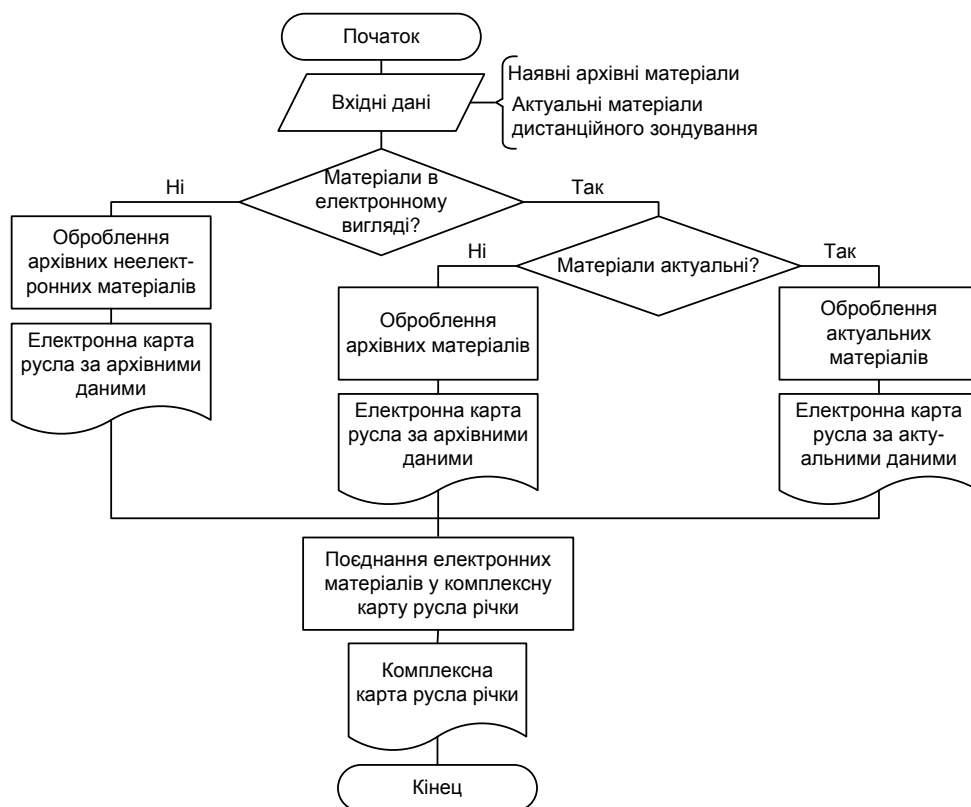 Початок
Вхідні дані
Наявні архівні матеріали
Актуальні матеріали
дистанційного зондування
Матеріали в
електронному
вигляді?
Ні
Так
Оброблення
архівних неелект-
ронних матеріалів
Електронна карта
русла за архівними
даними
Матеріали актуальні?
Ні
Так
Оброблення
архівних матеріалів
Електронна карта
русла за архівними
даними
Оброблення
актуальних
матеріалів
Електронна карта
русла за акту-
альними даними
Поєднання електронних
матеріалів у комплексну
карту русла річки
Комплексна
карта русла річки
Кінец